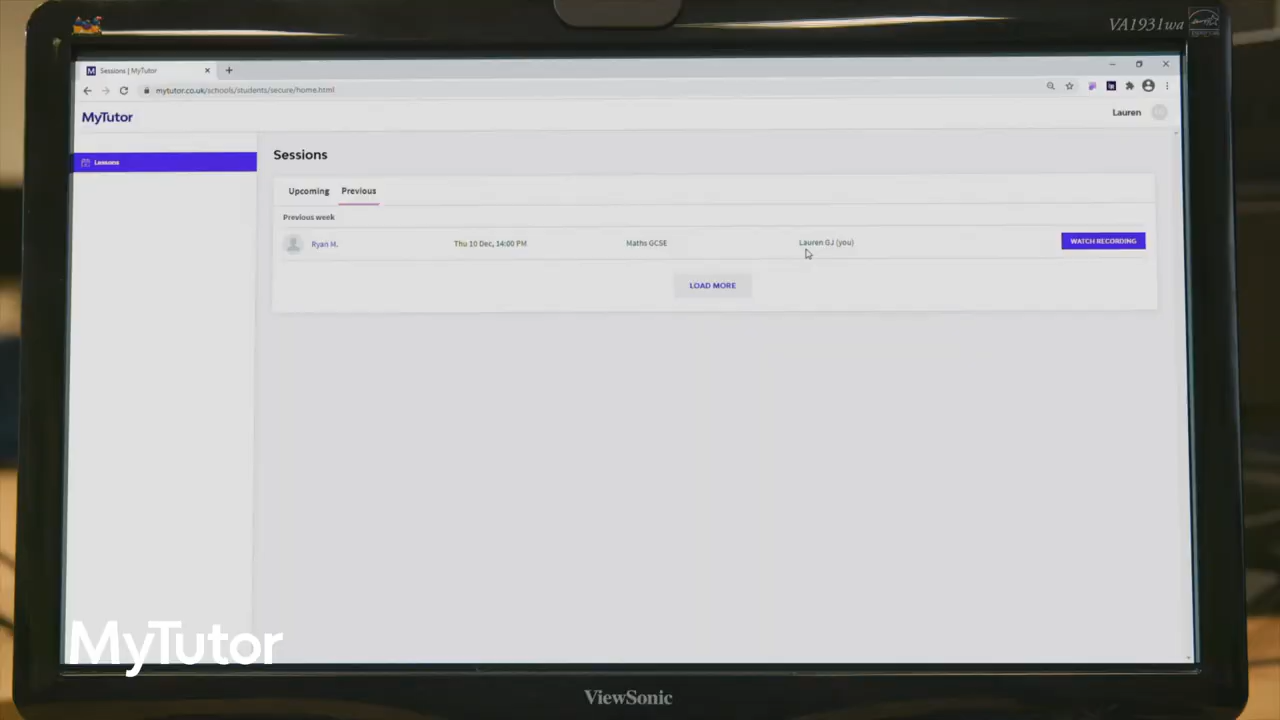 VA1931wa
Sessions | MyTutor
mytutor.co.uk/schools/students/secure/home.html
MyTutor
Lauren
Lessons
Sessions
Upcoming Previous
Previous week
Ryan H. Thu 10 Dec, 14:00 PM Maths GCSE Lauren GJ (you) WATCH RECORDING
LOAD MORE
MyTutor
ViewSonic